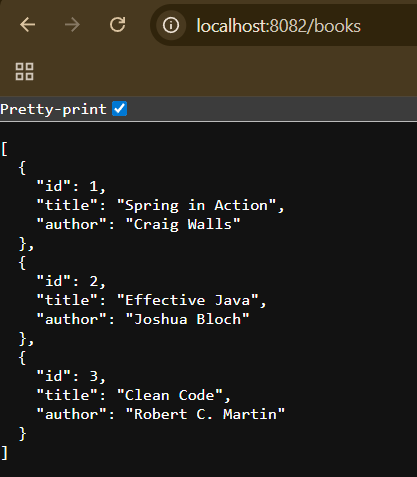 localhost:8082/books
Pretty-print
[
  {
    "id": 1,
    "title": "Spring in Action",
    "author": "Craig Walls"
  },
  {
    "id": 2,
    "title": "Effective Java",
    "author": "Joshua Bloch"
  },
  {
    "id": 3,
    "title": "Clean Code",
    "author": "Robert C. Martin"
  }
]